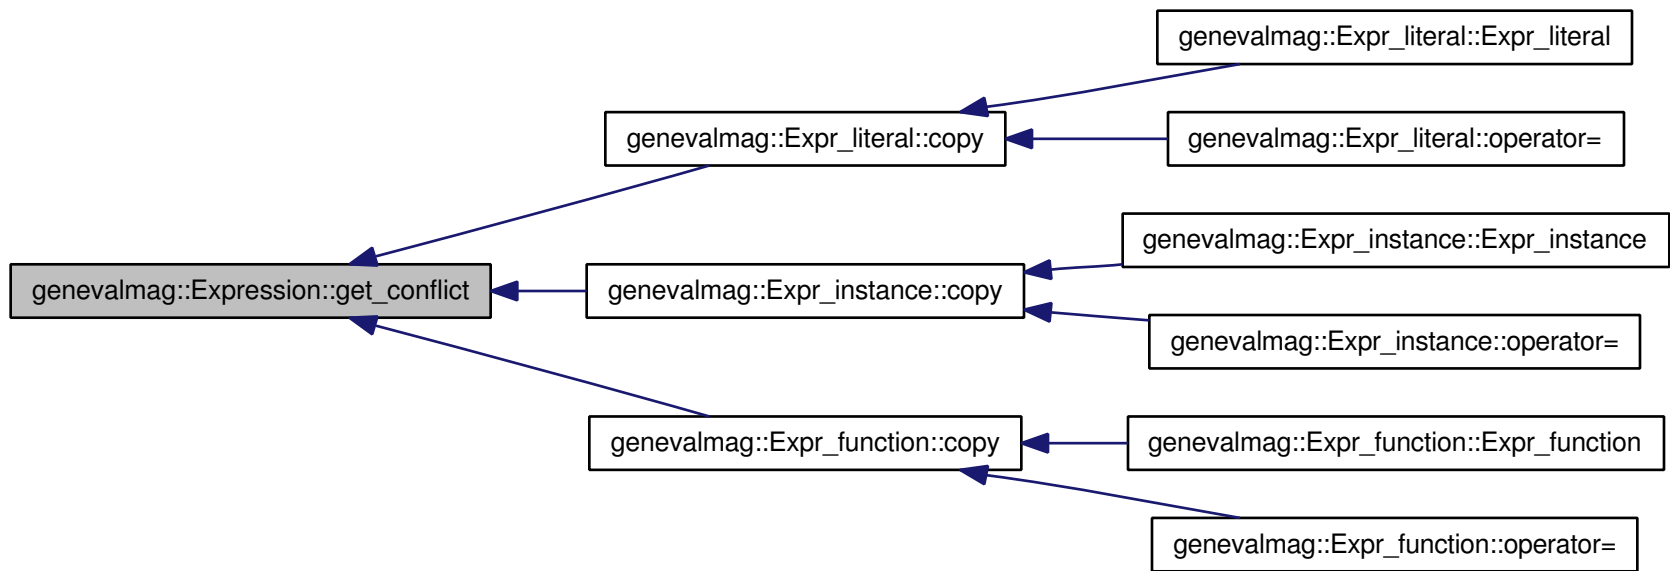 genevalmag::Expr_literal::Expr_literal
genevalmag::Expr_literal::copy
genevalmag::Expr_literal::operator=
genevalmag::Expr_instance::Expr_instance
genevalmag::Expression::get_conflict
genevalmag::Expr_instance::copy
genevalmag::Expr_instance::operator=
genevalmag::Expr_function::copy
genevalmag::Expr_function::Expr_function
genevalmag::Expr_function::operator=